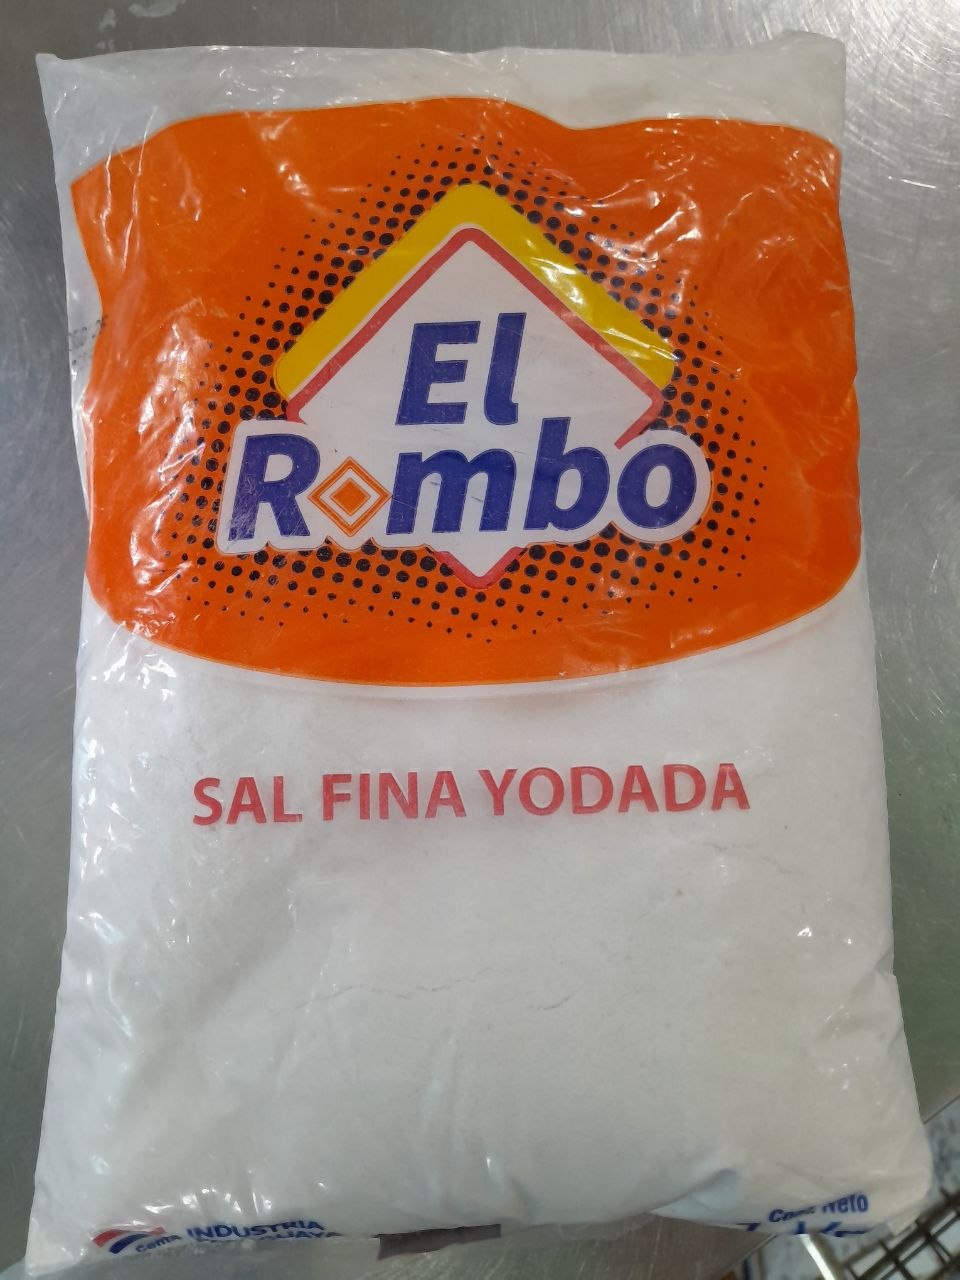 El
Rombo
SAL FINA YODADA
INDUSTRIA
Cont. Neto